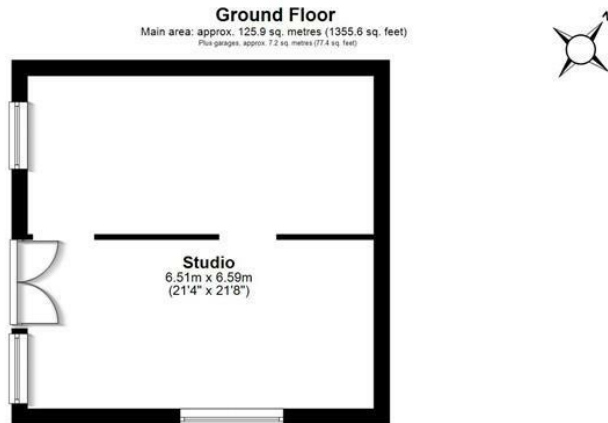 Ground Floor
Main area: approx. 125.9 sq. metres (1355.6 sq. feet)
Plus garages, approx. 7.2 sq. metres (77.4 sq. feet)
Studio
6.51m x 6.59m
(21'4" x 21'8")